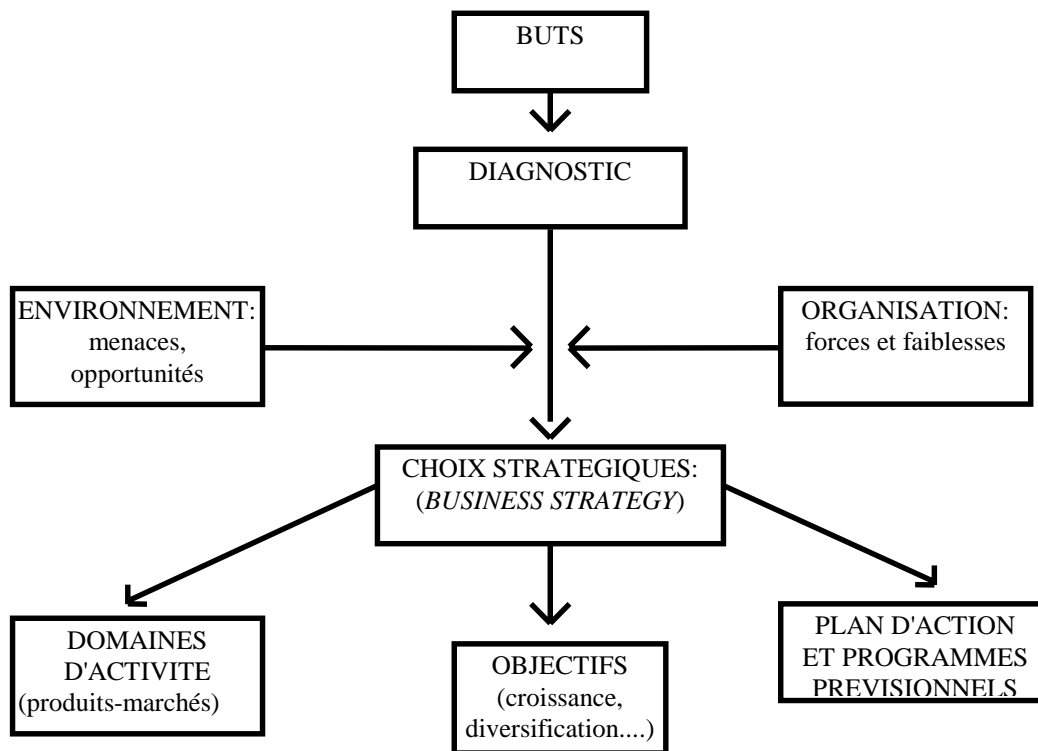 BUTS
DIAGNOSTIC
ENVIRONNEMENT:
menaces,
opportunités
ORGANISATION:
forces et faiblesses
CHOIX STRATEGIQUES:
(BUSINESS STRATEGY)
DOMAINES
D'ACTIVITE
(produits-marchés)
OBJECTIFS
(croissance,
diversification....)
PLAN D'ACTION
ET PROGRAMMES
PREVISIONNELS